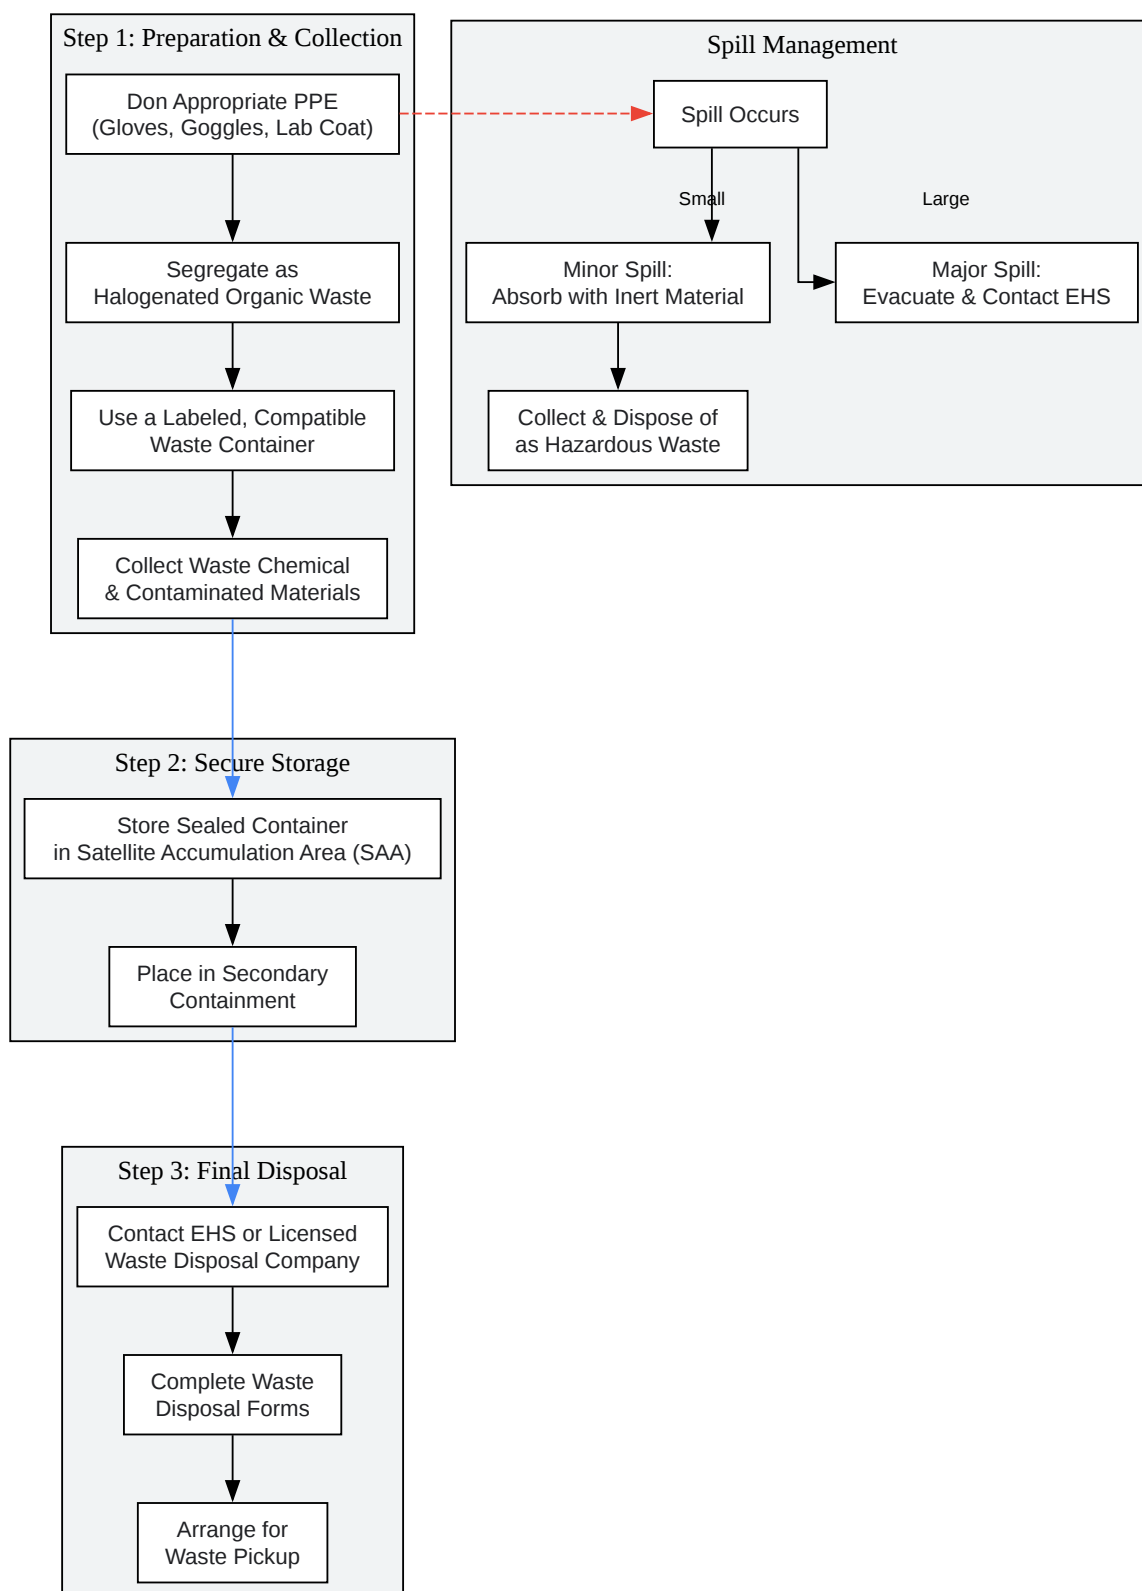 Step 1: Preparation & Collection
Don Appropriate PPE
(Gloves, Goggles, Lab Coat)
Segregate as
Halogenated Organic Waste
Use a Labeled, Compatible
Waste Container
Collect Waste Chemical
& Contaminated Materials
Spill Management
Spill Occurs
Small
Large
Minor Spill:
Absorb with Inert Material
Major Spill:
Evacuate & Contact EHS
Collect & Dispose of
as Hazardous Waste
Step 2: Secure Storage
Store Sealed Container
in Satellite Accumulation Area (SAA)
Place in Secondary
Containment
Step 3: Final Disposal
Contact EHS or Licensed
Waste Disposal Company
Complete Waste
Disposal Forms
Arrange for
Waste Pickup